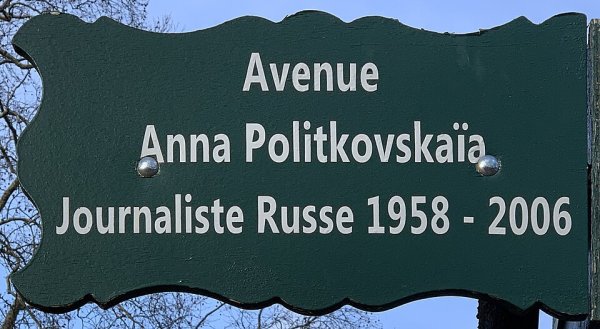 Avenue
Anna Politkovskaïa
Journaliste Russe 1958 - 2006